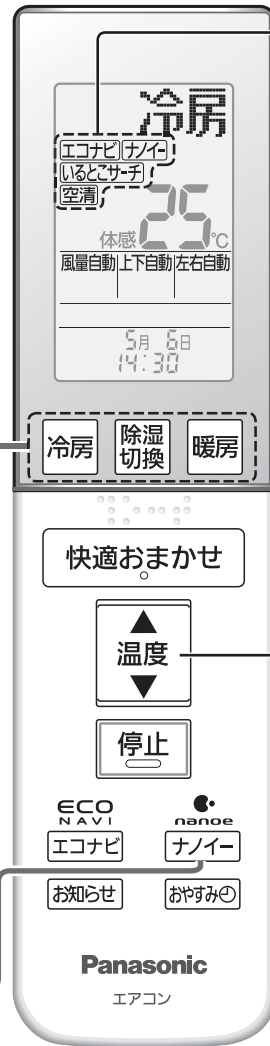 冷房
エコナビ ナノイー
いるとこサーチ
空清
体感 25℃
風量自動 上下自動 左右自動
5月 6日
14:30
冷房 除湿切換 暖房
快適おまかせ
▲
温度
▼
停止
ECO NAVI nanoe
エコナビ ナノイー
お知らせ おやすみ
Panasonic
エアコン